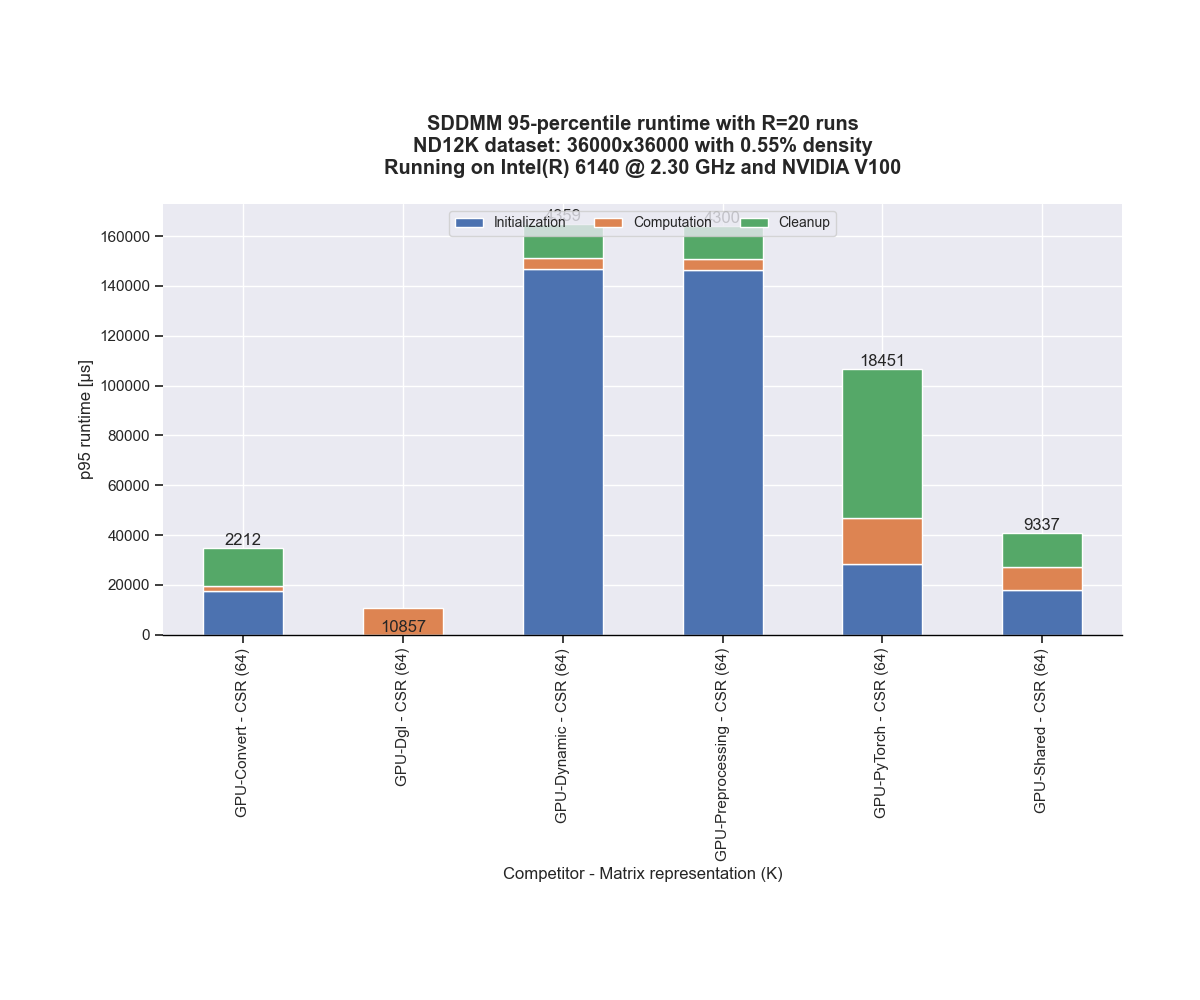 SDDMM 95-percentile runtime with R=20 runs
ND12K dataset: 36000x36000 with 0.55% density
Running on Intel(R) 6140 @ 2.30 GHz and NVIDIA V100
4359
4300
Initialization
Computation
Cleanup
160000
140000
120000
100000
80000
60000
40000
20000
0
p95 runtime [µs]
2212
10857
18451
9337
GPU-Convert - CSR (64)
GPU-Dgl - CSR (64)
GPU-Dynamic - CSR (64)
GPU-Preprocessing - CSR (64)
GPU-PyTorch - CSR (64)
GPU-Shared - CSR (64)
Competitor - Matrix representation (K)